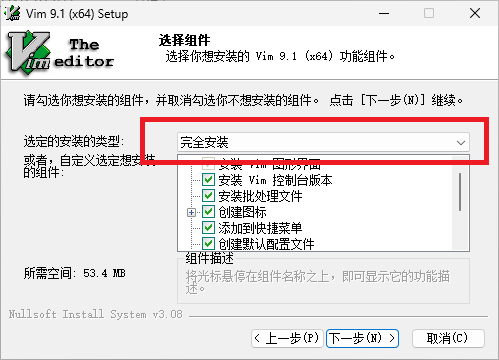 Vim 9.1 (x64) Setup
The
Vim
editor
选择组件
选择你想安装的 Vim 9.1 (x64) 功能组件。
请勾选你想安装的组件，并取消勾选你不想安装的组件。 点击 [下一步(N)] 继续。
选定的安装的类型:
完全安装
或者，自定义选定想安装的组件:
安装 Vim 图形界面
安装 Vim 控制台版本
安装批处理文件
创建图标
添加到快捷菜单
创建默认配置文件
所需空间: 53.4 MB
组件描述
将光标悬停在组件名称之上，即可显示它的功能描
述。
Nullsoft Install System v3.08
< 上一步(P)
下一步(N) >
取消(C)